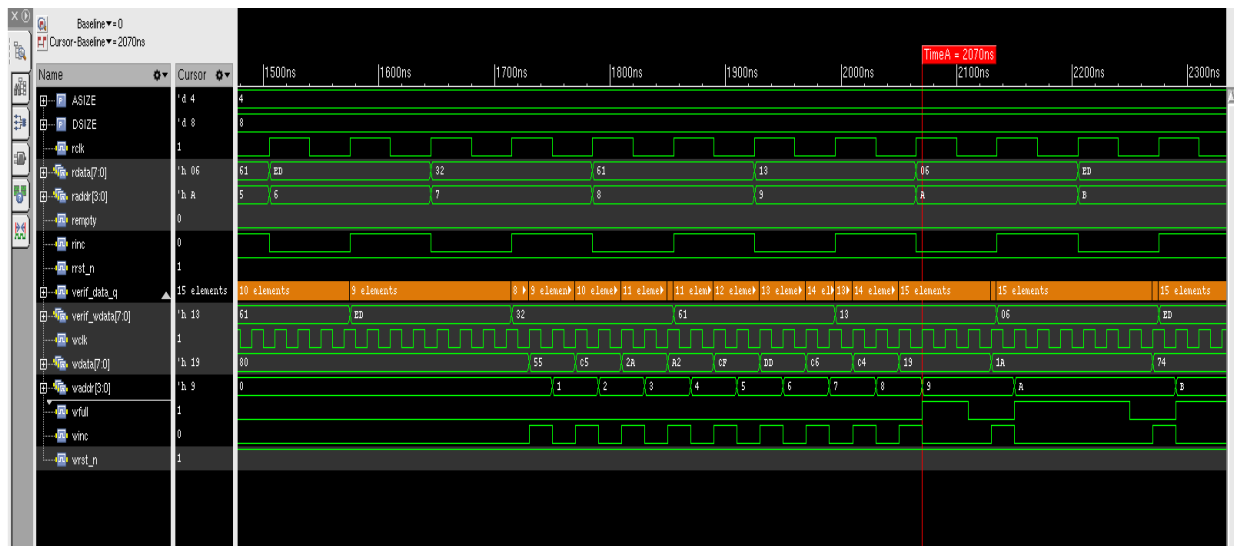 Baseline▼=0
Cursor-Baseline▼=2070ns
TimeA = 2070ns
Name Cursor 1500ns 1600ns 1700ns 1800ns 1900ns 2000ns 2100ns 2200ns 2300ns
ASIZE 'd 4 4
DSIZE 'd 8 8
rclk 1
rdata[7:0] 'h 06 61 ED 32 61 13 06 ED
raddr[3:0] 'h A 5 6 7 8 9 A B
rempty 0
rinc 0
rrst_n 1
verif_data_q 15 elements 10 elements 9 elements 8 9 elemen 10 eleme 11 eleme 11 elem 12 eleme 13 eleme 14 el 13 14 eleme 15 elements 15 elements 15 elements
verif_wdata[7:0] 'h 13 61 ED 32 61 13 06 ED
wclk 1
wdata[7:0] 'h 19 80 55 C5 2A A2 CF DD C6 C4 19 1A 74
waddr[3:0] 'h 9 0 1 2 3 4 5 6 7 8 9 A B
wfull 1
winc 0
wrst_n 1